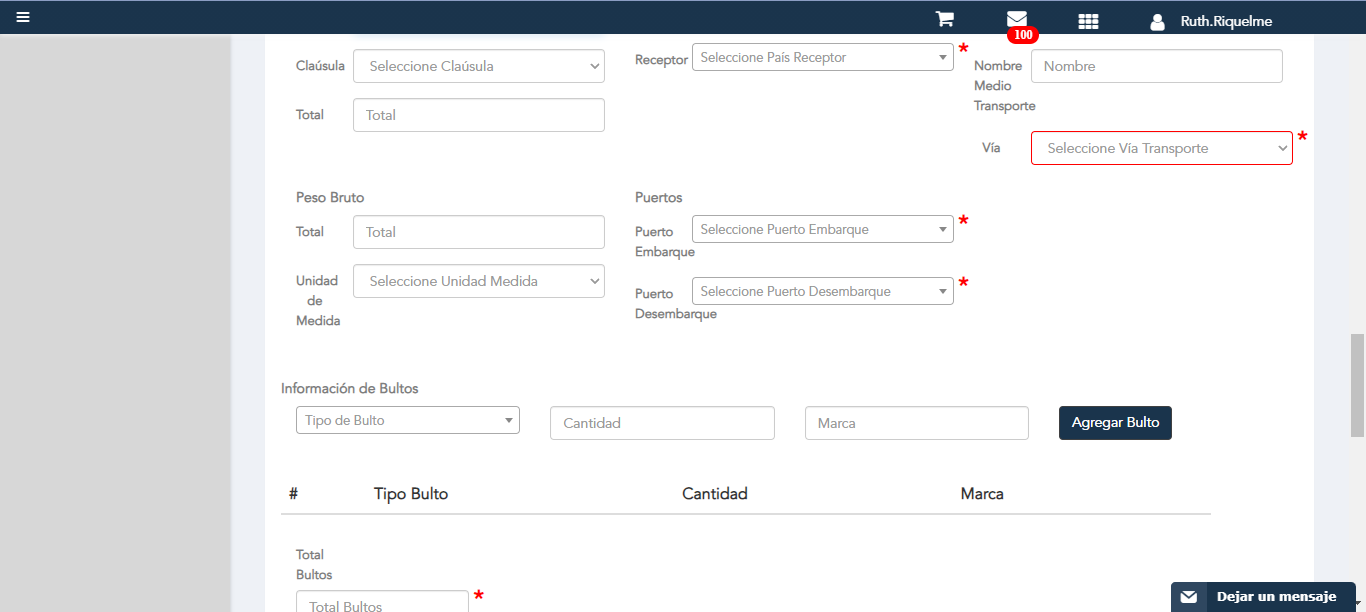 Ruth.Riquelme
100
Claúsula
Seleccione Claúsula
Total
Total
Receptor
Seleccione País Receptor
*
Nombre
Medio
Transporte
Nombre
Vía
Seleccione Vía Transporte
*
Peso Bruto
Total
Total
Unidad
de
Medida
Seleccione Unidad Medida
Puertos
Puerto
Embarque
Seleccione Puerto Embarque
*
Puerto
Desembarque
Seleccione Puerto Desembarque
*
Información de Bultos
Tipo de Bulto
Cantidad
Marca
Agregar Bulto
# Tipo Bulto Cantidad Marca
Total
Bultos
Total Bultos
*
Dejar un mensaje